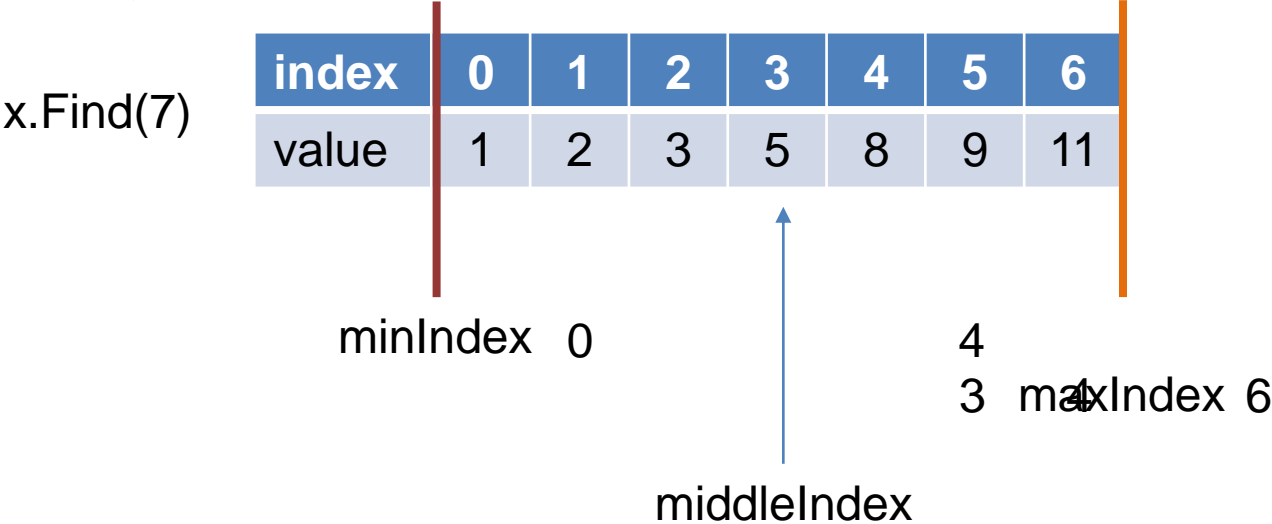 index 0 1 2 3 4 5 6
x.Find(7)
value 1 2 3 5 8 9 11
minIndex 0
4
3 maxIndex 6
4
middleIndex